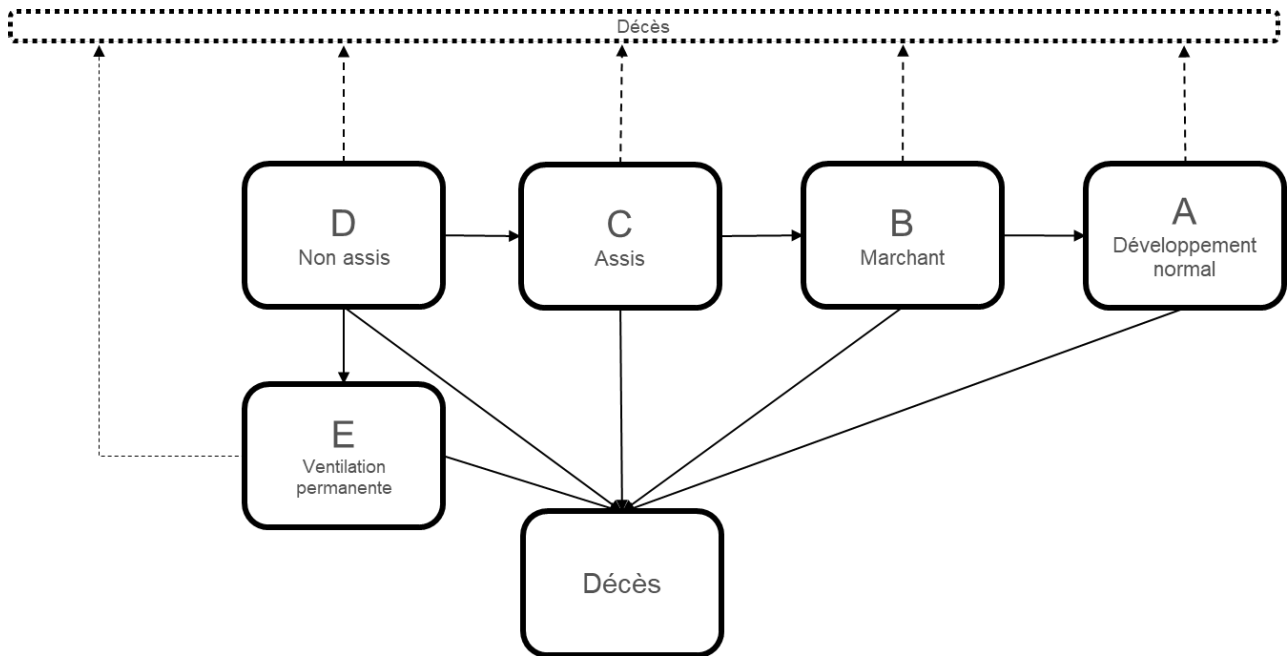 Décès
D
Non assis
C
Assis
B
Marchant
A
Développement
normal
E
Ventilation
permanente
Décès